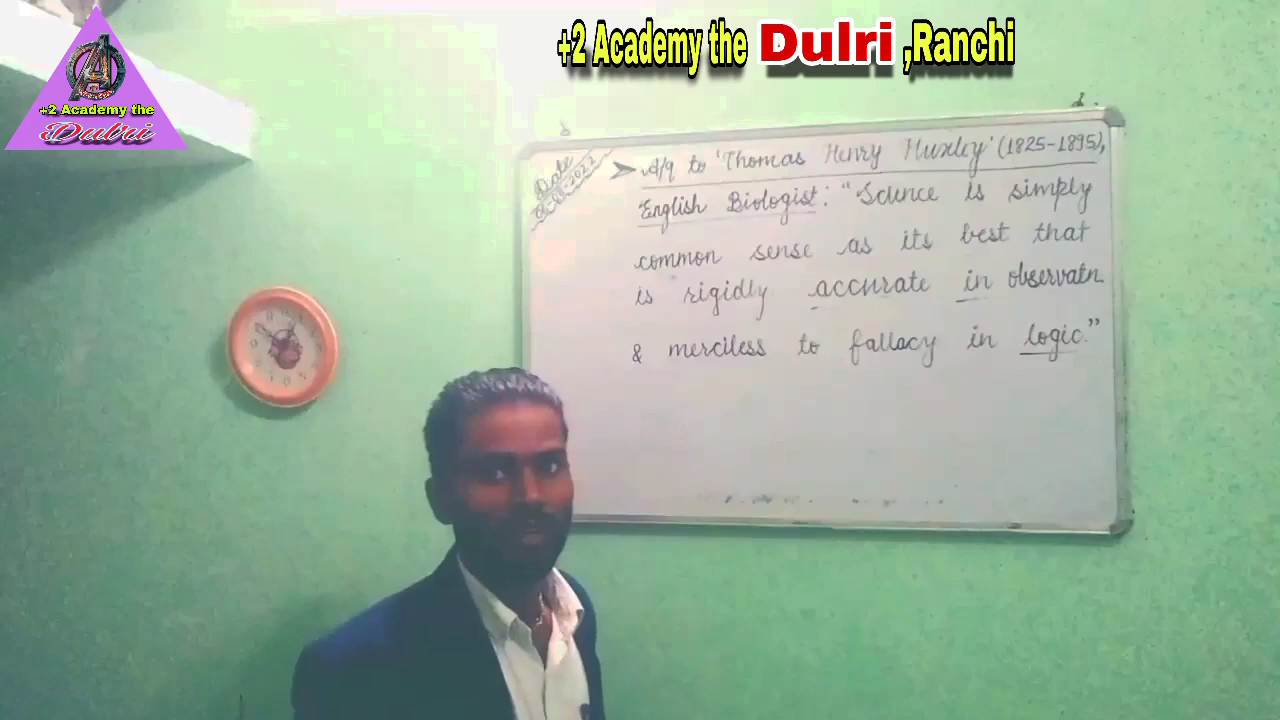 +2 Academy the Dulri ,Ranchi
+2 Academy the
Dulri
Date
2022
➤ A/q to 'Thomas Henry Huxley' (1825-1895),
English Biologist: "Science is simply
common sense as its best that
is rigidly accurate in observatn
& merciless to fallacy in logic."